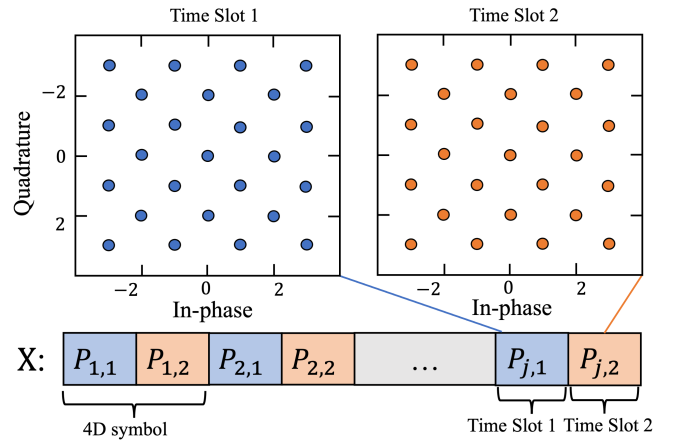 Time Slot 1
Time Slot 2
Quadrature
−2
0
2
−2
0
2
In-phase
−2
0
2
In-phase
X:
P1,1
P1,2
P2,1
P2,2
...
Pj,1
Pj,2
4D symbol
Time Slot 1
Time Slot 2